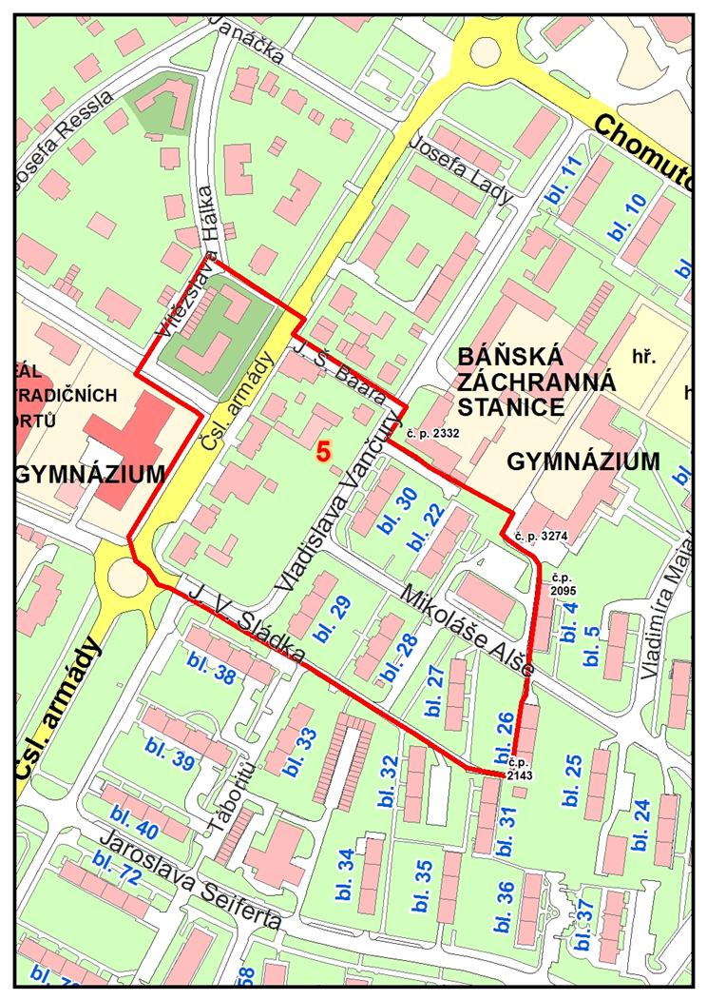 Janáčka
Josefa Ressla
Chomuto
Josefa Lady
bl. 11
bl. 10
bl.
Vítězslava Hálka
Čsl. armády
J. Š. Baara
BÁŇSKÁ
ZÁCHRANNÁ
STANICE
hř.
h
ÁL
TRADIČNÍCH
ORTŮ
GYMNÁZIUM
5
č. p. 2332
GYMNÁZIUM
Vladislava Vančury
bl. 30
bl. 22
bl.
č. p. 3274
č.p.
2095
bl. 4
bl. 5
Vladimíra Maja
J. V. Sládka
bl. 29
Mikoláše Alše
bl. 28
bl. 27
bl. 38
Čsl. armády
bl. 26
č.p.
2143
bl. 39
bl. 33
bl. 32
bl. 25
bl. 24
Táboritů
bl. 40
bl. 31
Jaroslava Seiferta
bl. 72
bl. 34
bl. 35
bl. 36
bl. 37
58